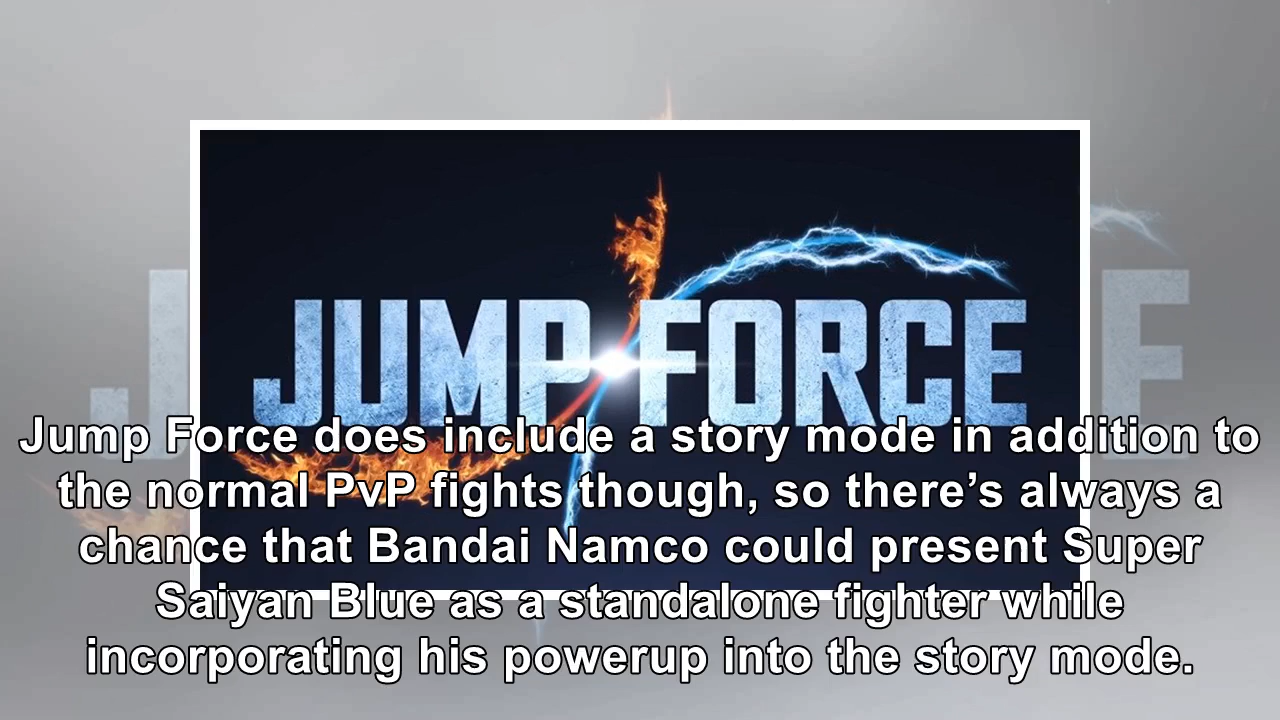 JUMP FORCE
Jump Force does include a story mode in addition to
the normal PvP fights though, so there’s always a
chance that Bandai Namco could present Super
Saiyan Blue as a standalone fighter while
incorporating his powerup into the story mode.